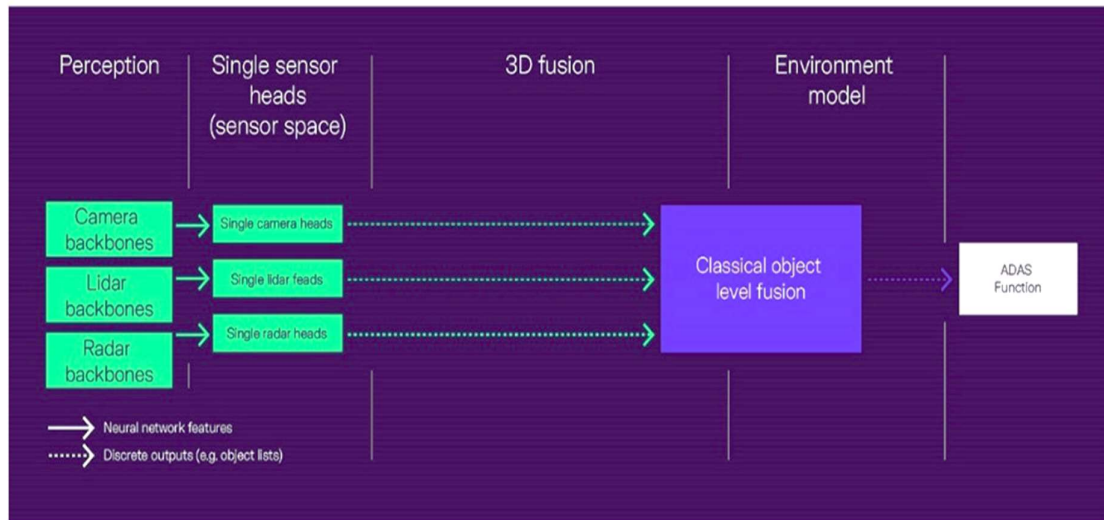 Perception
Single sensor
heads
(sensor space)
3D fusion
Environment
model
Camera
backbones
Single camera heads
Lidar
backbones
Single lidar feads
Radar
backbones
Single radar heads
Classical object
level fusion
ADAS
Function
Neural network features
Discrete outputs (e.g. object lists)